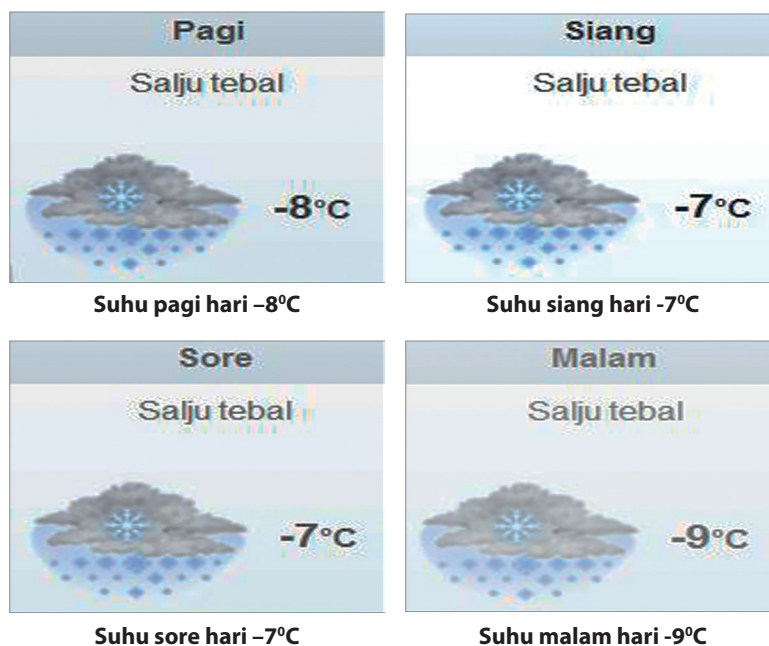 Pagi
Salju tebal
-8°C
Suhu pagi hari –8⁰C
Siang
Salju tebal
-7°C
Suhu siang hari -7⁰C
Sore
Salju tebal
-7°C
Suhu sore hari –7⁰C
Malam
Salju tebal
-9°C
Suhu malam hari -9⁰C